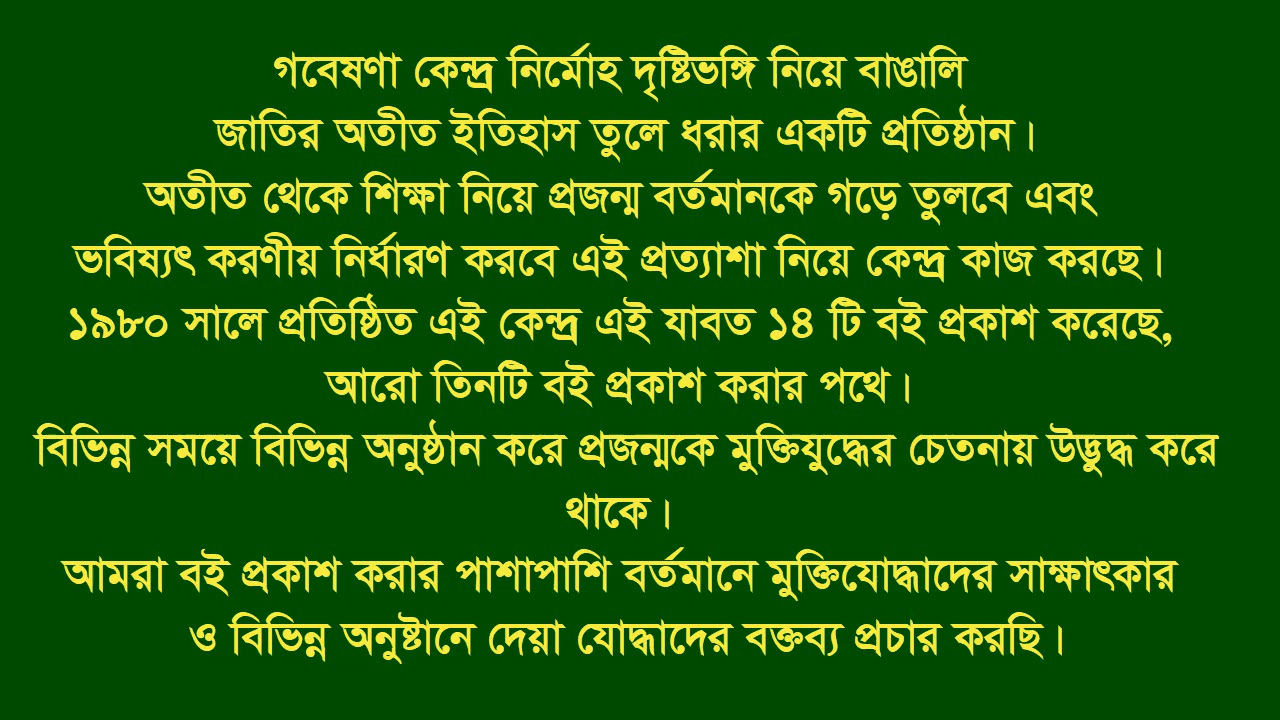 গবেষণা কেন্দ্র নির্মোহ দৃষ্টিভঙ্গি নিয়ে বাঙালি
জাতির অতীত ইতিহাস তুলে ধরার একটি প্রতিষ্ঠান।
অতীত থেকে শিক্ষা নিয়ে প্রজন্ম বর্তমানকে গড়ে তুলবে এবং
ভবিষ্যৎ করণীয় নির্ধারণ করবে এই প্রত্যাশা নিয়ে কেন্দ্র কাজ করছে।
১৯৮০ সালে প্রতিষ্ঠিত এই কেন্দ্র এই যাবত ১৪ টি বই প্রকাশ করেছে,
আরো তিনটি বই প্রকাশ করার পথে।
বিভিন্ন সময়ে বিভিন্ন অনুষ্ঠান করে প্রজন্মকে মুক্তিযুদ্ধের চেতনায় উদ্ভুদ্ধ করে
থাকে।
আমরা বই প্রকাশ করার পাশাপাশি বর্তমানে মুক্তিযোদ্ধাদের সাক্ষাৎকার
ও বিভিন্ন অনুষ্টানে দেয়া যোদ্ধাদের বক্তব্য প্রচার করছি।